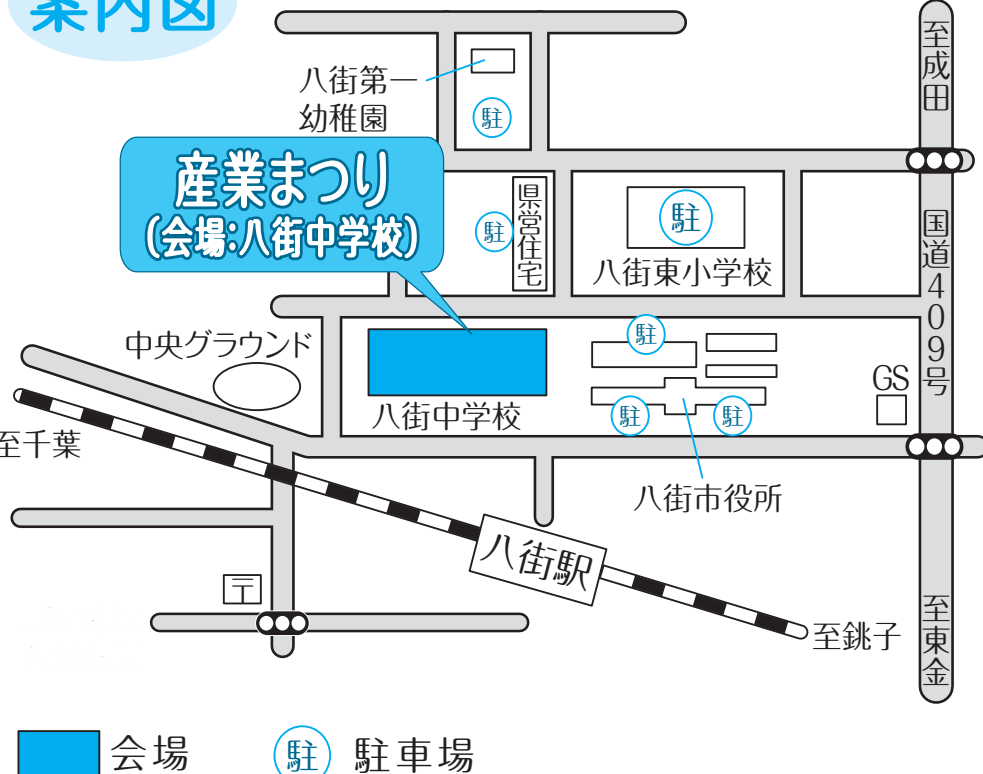 案内図
至成田
八街第一
幼稚園
駐
産業まつり
(会場:八街中学校)
駐
県営住宅
駐
八街東小学校
国道409号
中央グラウンド
駐
GS
八街中学校
駐
駐
至千葉
八街市役所
八街駅
〒
至東金
至銚子
会場
駐 駐車場